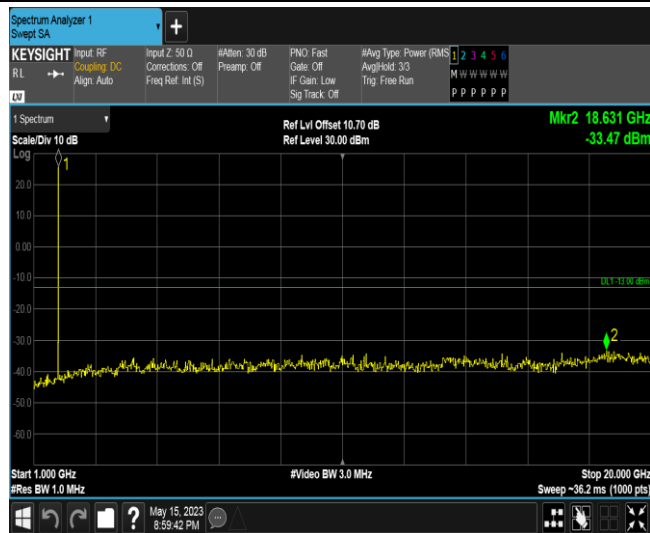 Spectrum Analyzer 1
Swept SA
+
KEYSIGHT
RL
LXI
Input: RF
Coupling: DC
Align: Auto
Input Z: 50 Ω
Corrections: Off
Freq Ref: Int (S)
#Atten: 30 dB
Preamp: Off
PNO: Fast
Gate: Off
IF Gain: Low
Sig Track: Off
#Avg Type: Power (RMS
Avg|Hold: 3/3
Trig: Free Run
1 2 3 4 5 6
M W W W W W
P P P P P P
1 Spectrum
Scale/Div 10 dB
Log
Ref Lvl Offset 10.70 dB
Ref Level 30.00 dBm
Mkr2 18.631 GHz
-33.47 dBm
1
20.0
10.0
0.00
-10.0
DL1 -13.00 dBm
-20.0
-30.0
2
-40.0
-50.0
-60.0
Start 1.000 GHz
#Res BW 1.0 MHz
#Video BW 3.0 MHz
Stop 20.000 GHz
Sweep ~36.2 ms (1000 pts)
?
May 15, 2023
8:59:42 PM